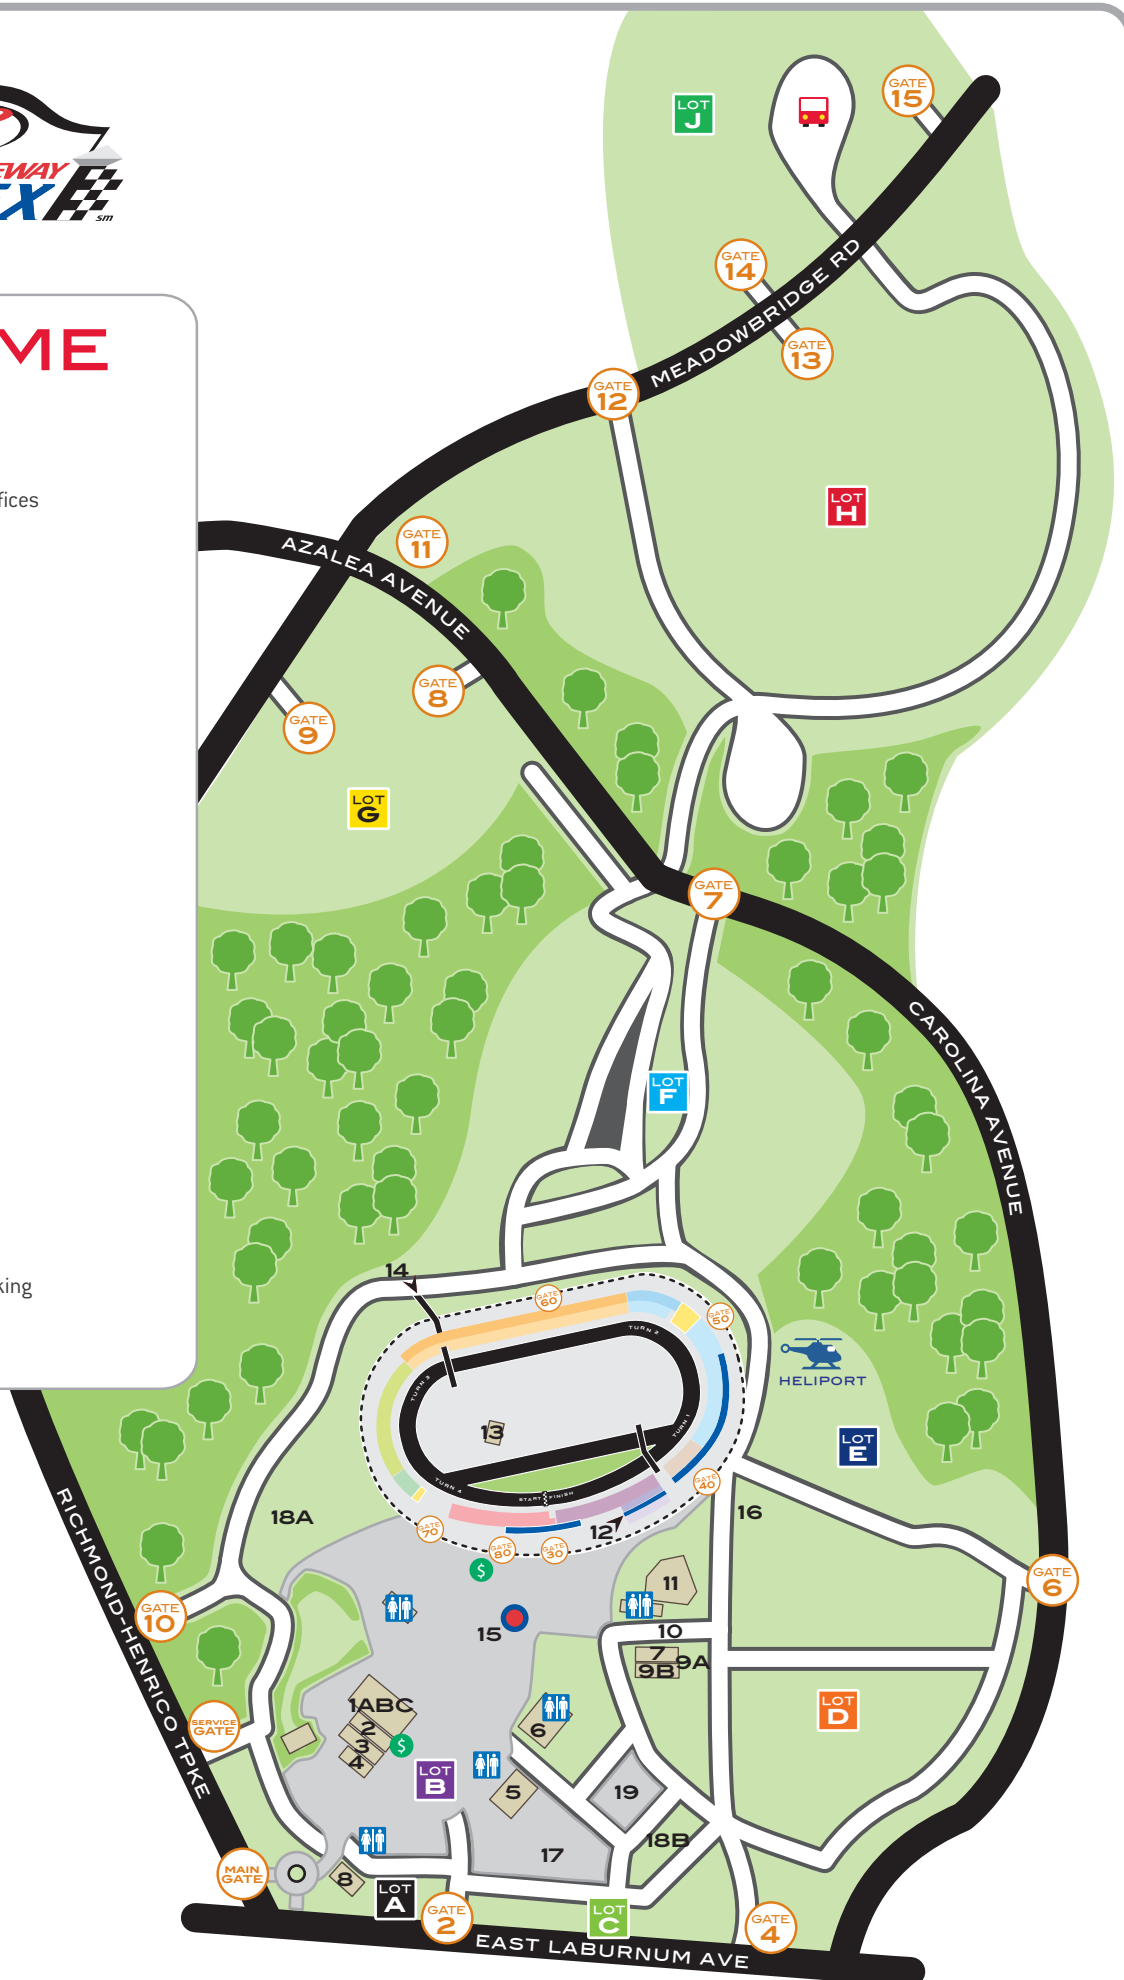 LOT
J
GATE
15
EWAY
EX
sm
GATE
14
MEADOWBRIDGE RD
GATE
13
ME
GATE
12
fices
LOT
H
GATE
11
AZALEA AVENUE
GATE
8
GATE
9
LOT
G
GATE
7
CAROLINA AVENUE
LOT
F
14
king
GATE
60
GATE
50
TURN 2
HELIPORT
TURN 3
TURN 1
13
LOT
E
TURN 4
START FINISH
GATE
40
16
18A
GATE
70
12
GATE
80
GATE
30
$
RICHMOND-HENRICO TPKE
11
GATE
6
GATE
10
15
10
7
9A
9B
1ABC
LOT
D
SERVICE
GATE
2
6
3
$
4
LOT
B
5
19
18B
17
MAIN
GATE
8
LOT
A
GATE
2
LOT
C
GATE
4
EAST LABURNUM AVE